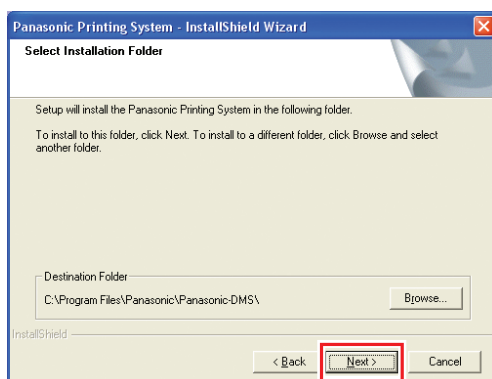 Panasonic Printing System - InstallShield Wizard
Select Installation Folder
Setup will install the Panasonic Printing System in the following folder.
To install to this folder, click Next. To install to a different folder, click Browse and select
another folder.
Destination Folder
C:\Program Files\Panasonic\Panasonic-DMS\
Browse...
InstallShield
< Back
Next >
Cancel